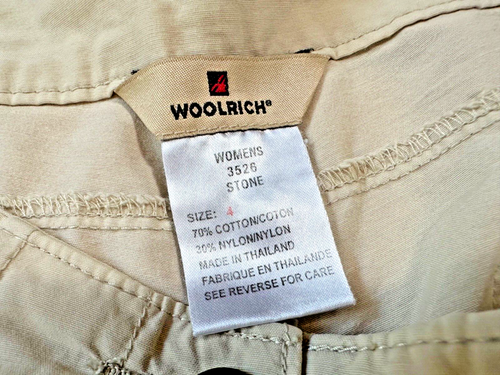 WOOLRICH®
WOMENS
3526
STONE
SIZE: 4
70% COTTON/COTON
30% NYLON/NYLON
MADE IN THAILAND
FABRIQUE EN THAILANDE
SEE REVERSE FOR CARE